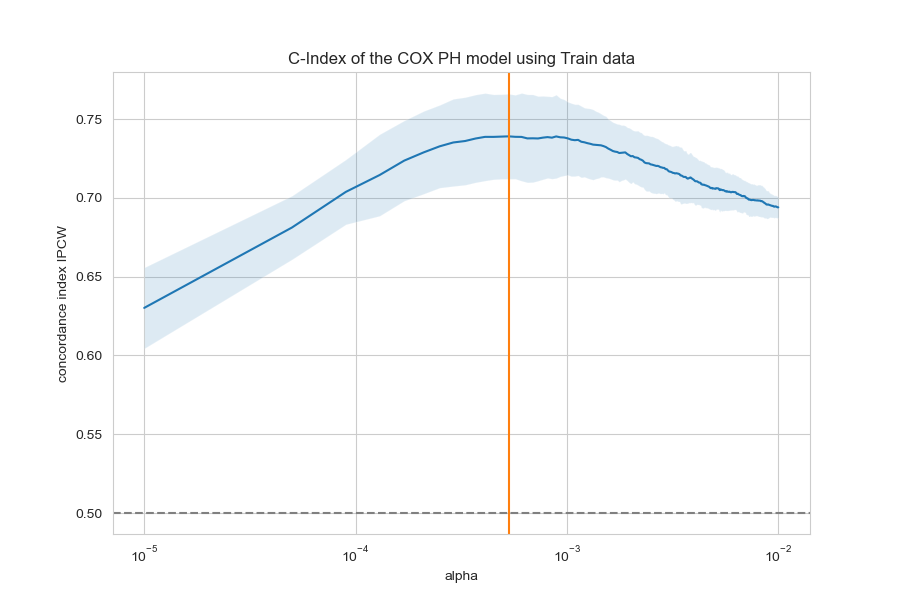 C-Index of the COX PH model using Train data
concordance index IPCW
0.75
0.70
0.65
0.60
0.55
0.50
10⁻⁵ 10⁻⁴ 10⁻³ 10⁻²
alpha